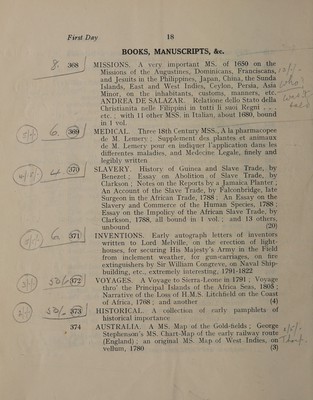 First Day 18
BOOKS, MANUSCRIPTS, &c.
8. 368 MISSIONS. A very important MS. of 1680 on the
Missions of the Augustines, Dominicans, Franciscans,
and Jesuits in the Philippines, Japan, China, the Sunda
Islands, East and West Indies, Ceylon, Persia, Asia
Minor, on the inhabitants, customs, manners, etc.
ANDREA DE SALAZAR. Relatione dello Stato della
Christianita nelle Filippini in tutti li suoi Regni . . .
etc.; with 11 other MSS. in Italian, about 1680, bound
in 1 vol.
6. 369 MEDICAL. Three 18th Century MSS., A la pharmacopee
de M. Lemery; Supplement des plantes et animaux
de M. Lemery pour en indiquer l'application dans les
differentes maladies, and Medecine Legale, finely and
legibly written
370 SLAVERY. History of Guinea and Slave Trade, by
Benezet; Essay on Abolition of Slave Trade, by
Clarkson; Notes on the Reports by a Jamaica Planter;
An Account of the Slave Trade, by Falconbridge, late
Surgeon in the African Trade, 1788; An Essay on the
Slavery and Commerce of the Human Species, 1788;
Essay on the Impolicy of the African Slave Trade, by
Clarkson, 1788, all bound in 1 vol.; and 13 others,
unbound (20)
6 371 INVENTIONS. Early autograph letters of inventors
written to Lord Melville, on the erection of light-
houses, for securing His Majesty's Army in the Field
from inclement weather, for gun-carriages, on fire
extinguishers by Sir William Congreve, on Naval Ship-
building, etc., extremely interesting, 1791-1822
50/- 372 VOYAGES. A Voyage to Sierra-Leone in 1791; Voyage
thro' the Principal Islands of the Africa Seas, 1805;
Narrative of the Loss of H.M.S. Litchfield on the Coast
of Africa, 1768; and another (4)
50/- 373 HISTORICAL. A collection of early pamphlets of
historical importance
374 AUSTRALIA. A MS. Map of the Gold-fields; George
Stephenson's MS. Chart-Map of the early railway route
(England); an original MS. Map of West Indies, on
vellum, 1780 (3)